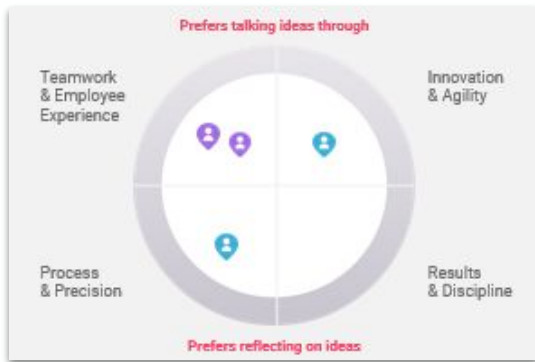 Prefers talking ideas through
Teamwork
& Employee
Experience
Innovation
& Agility
Process
& Precision
Results
& Discipline
Prefers reflecting on ideas